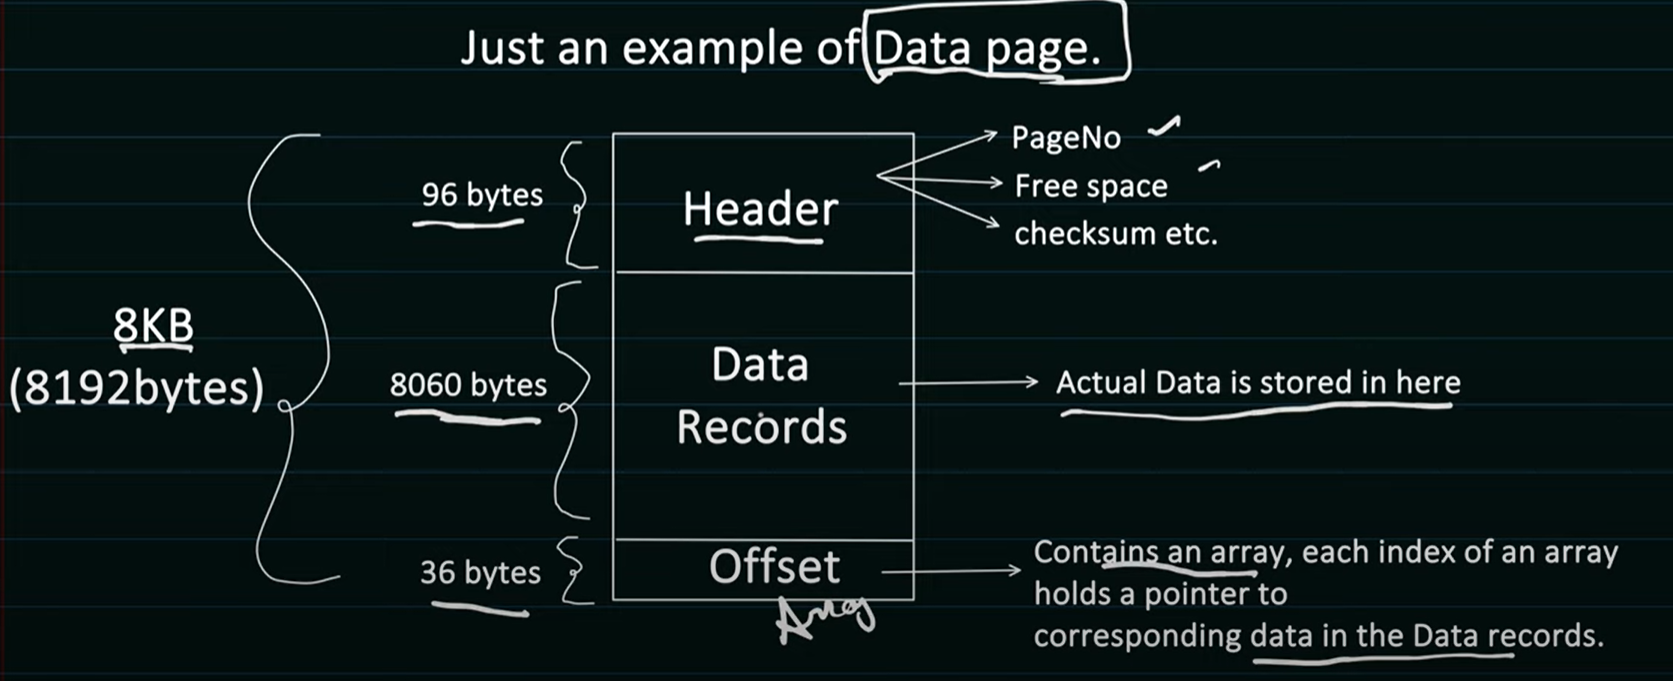 Just an example of Data page.
PageNo
96 bytes
Header
Free space
checksum etc.
8KB
(8192bytes)
8060 bytes
Data
Records
Actual Data is stored in here
36 bytes
Offset
Array
Contains an array, each index of an array
holds a pointer to
corresponding data in the Data records.